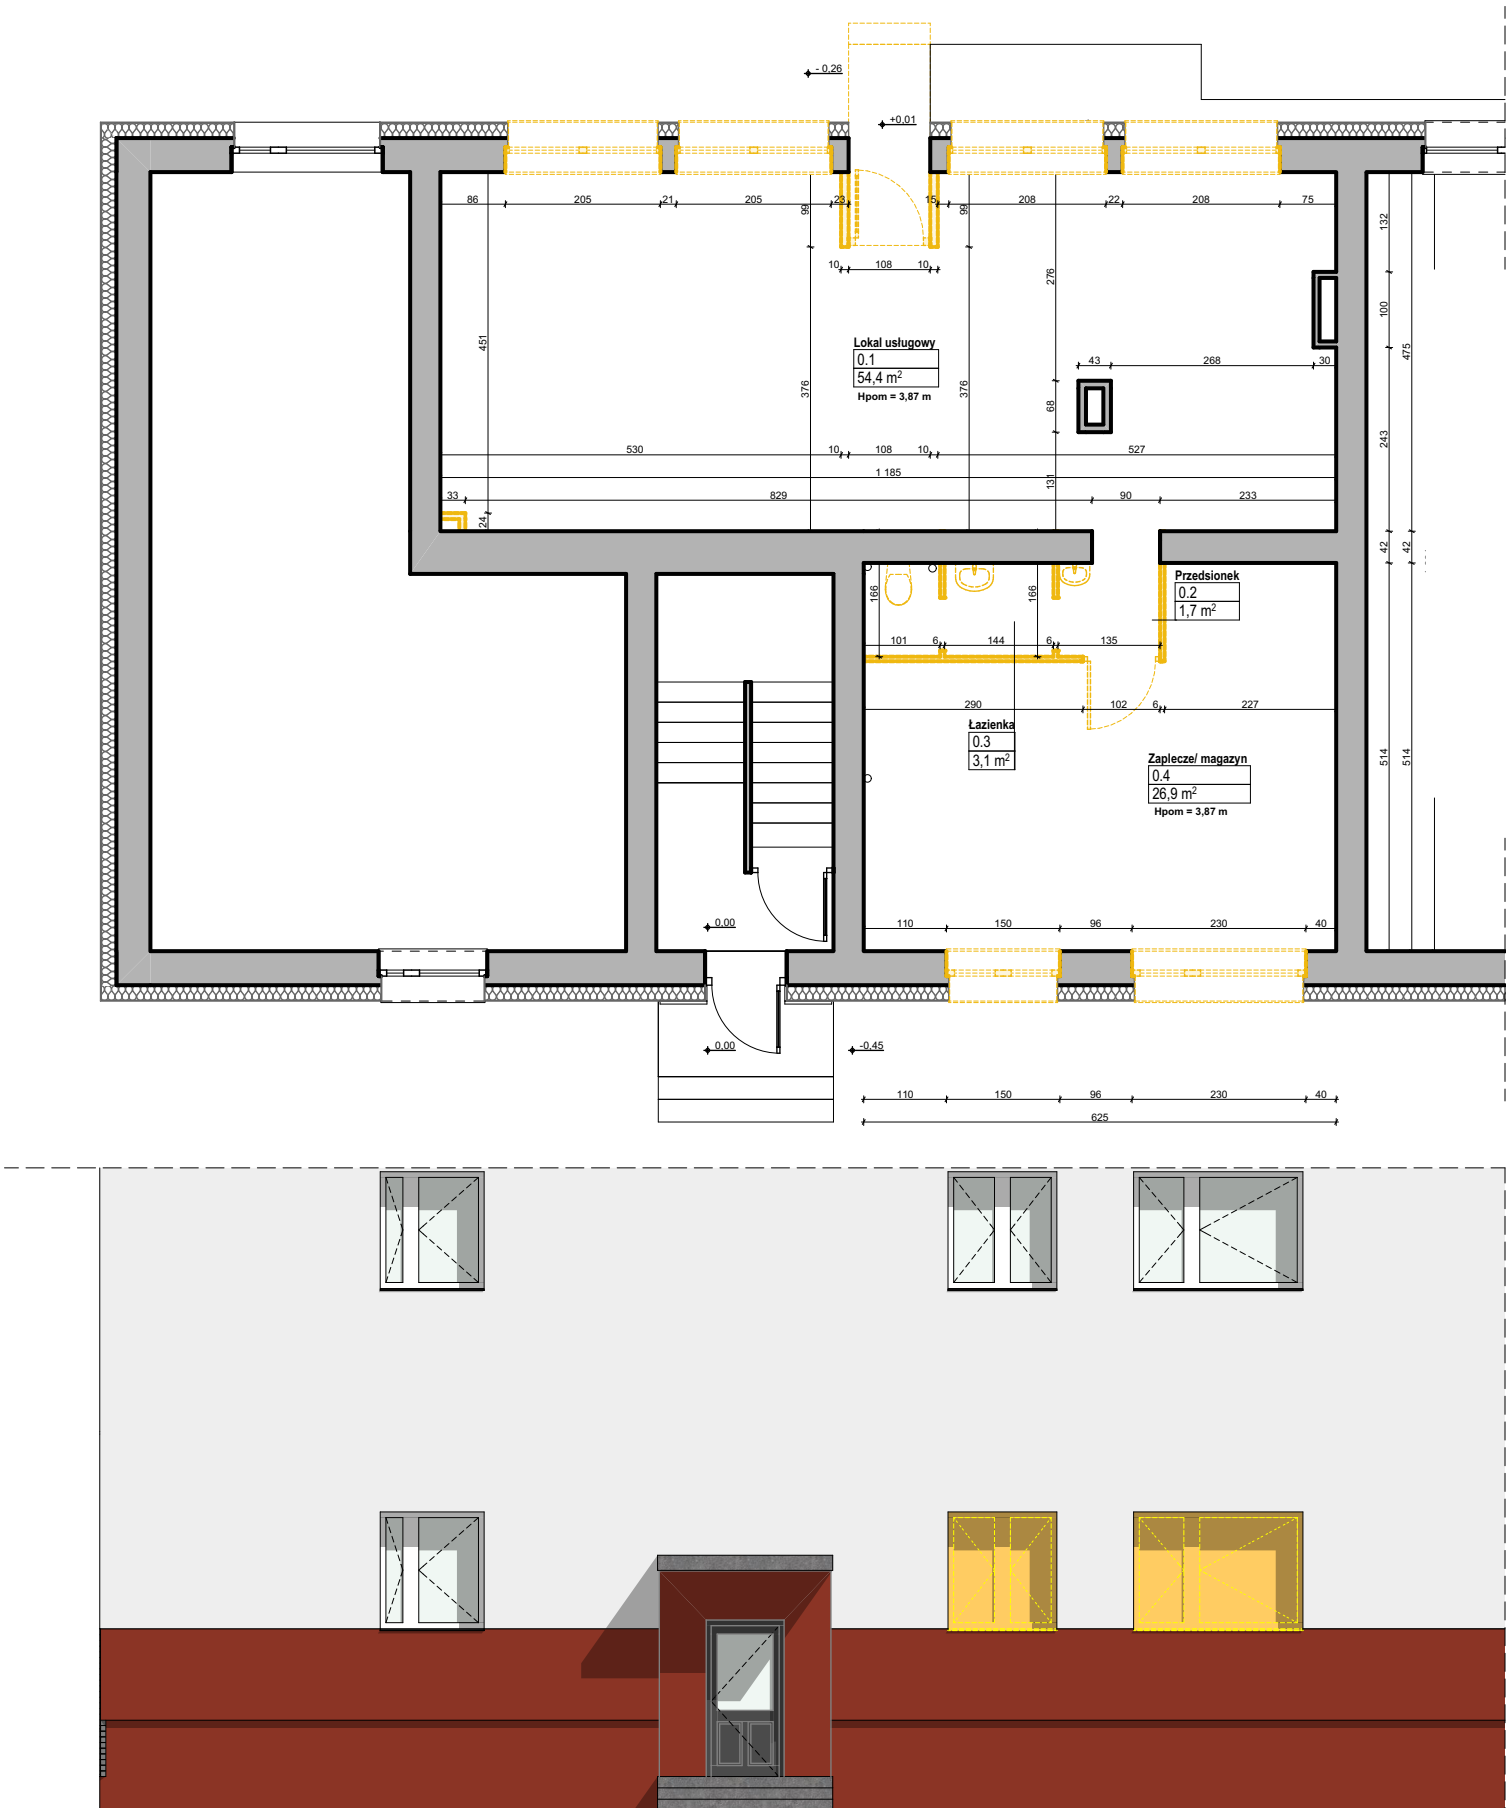 - 0,26
+0,01
86 205 21 205 23 99 15 99 208 22 208 75
132
10 108 10
276
100
451
Lokal usługowy
0.1
54,4 m²
Hpom = 3,87 m
376
376
43 268 30
68
475
243
530 10 108 10 527
1 185
131
33 829 90 233
24
42 42
166
166
Przedsionek
0.2
1,7 m²
101 6 144 6 135
290 102 6 227
Łazienka
0.3
3,1 m²
Zaplecze/ magazyn
0.4
26,9 m²
Hpom = 3,87 m
514 514
0,00
110 150 96 230 40
0,00
-0,45
110 150 96 230 40
625